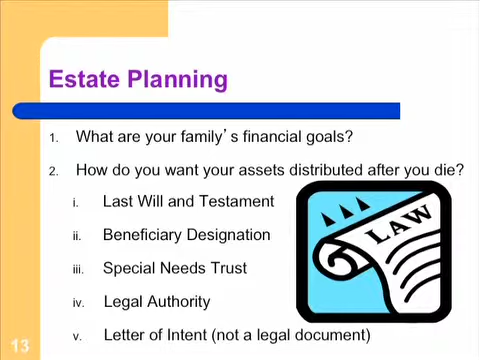 Estate Planning
1. What are your family's financial goals?
2. How do you want your assets distributed after you die?
i. Last Will and Testament
ii. Beneficiary Designation
iii. Special Needs Trust
iv. Legal Authority
v. Letter of Intent (not a legal document)
LAW
13